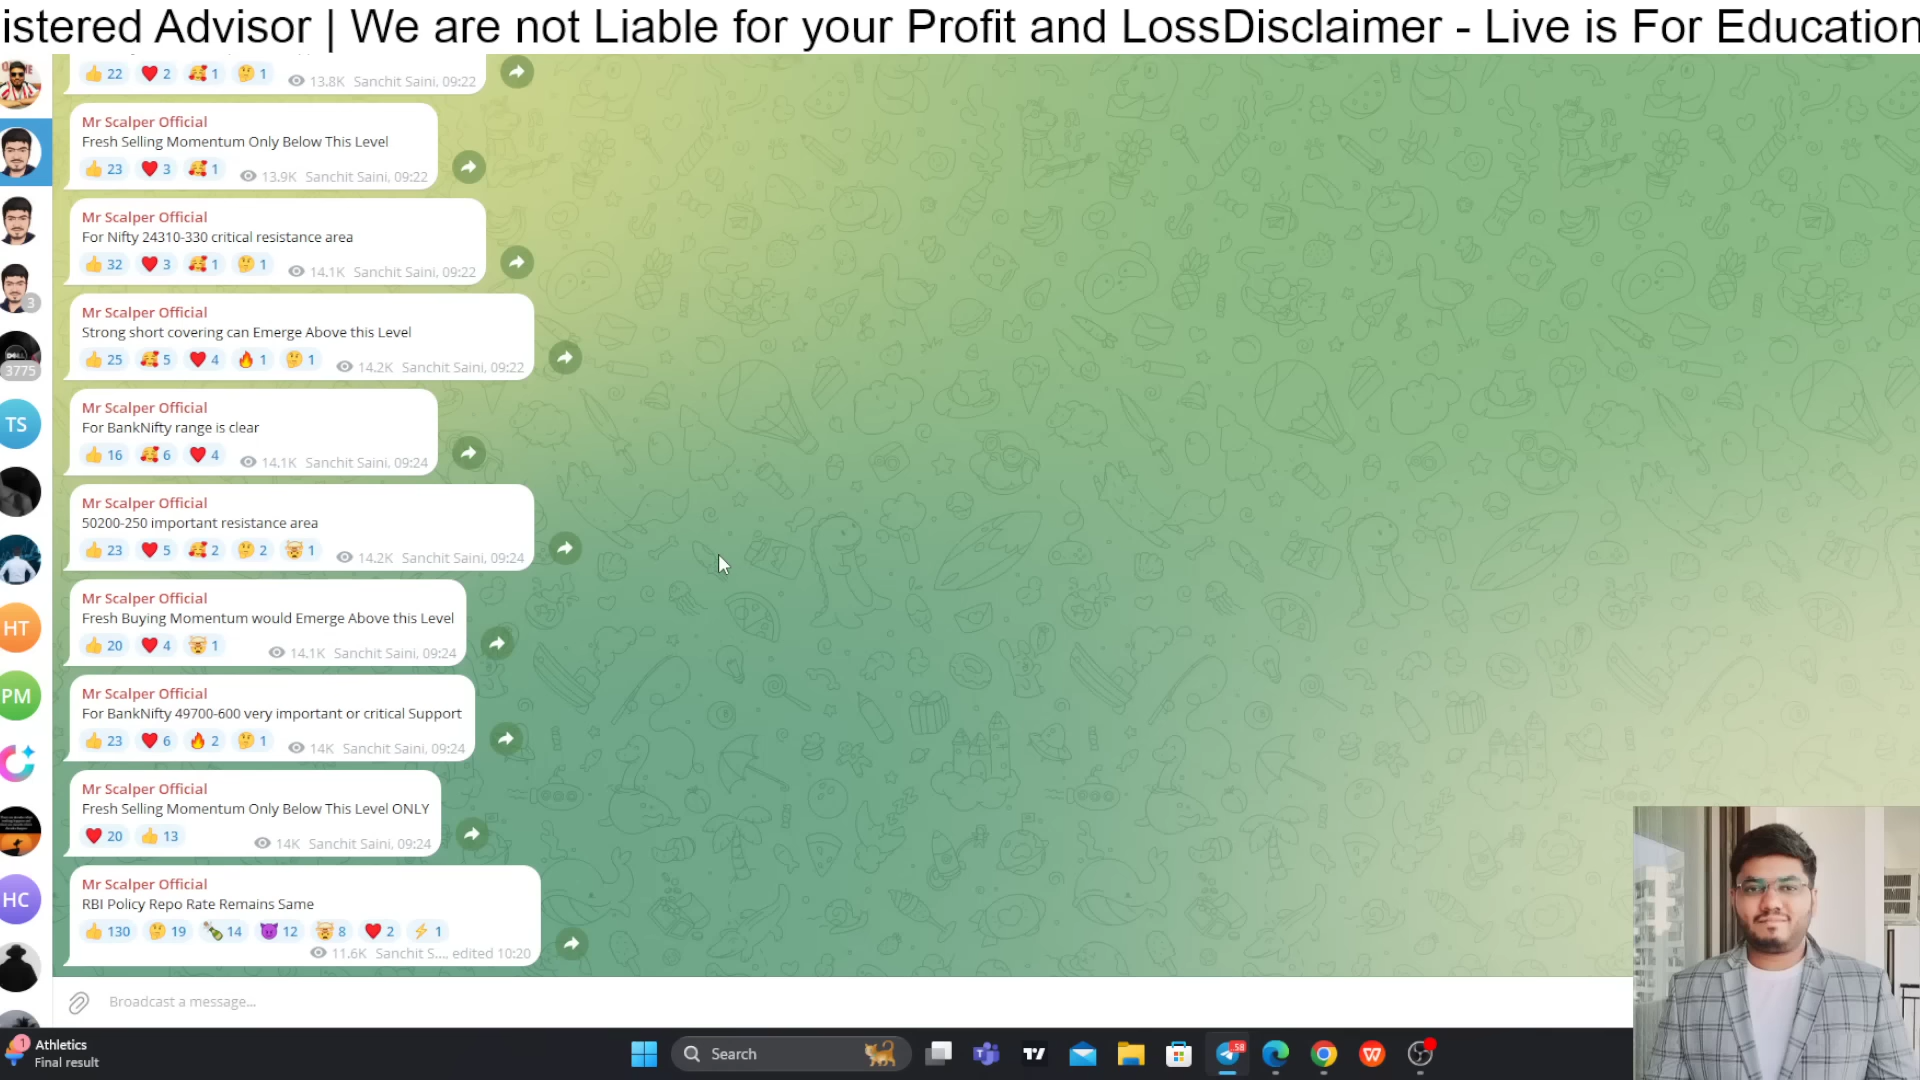 istered Advisor | We are not Liable for your Profit and LossDisclaimer - Live is For Education
22 2 1 1 13.8K Sanchit Saini, 09:22
Mr Scalper Official
Fresh Selling Momentum Only Below This Level
23 3 1 13.9K Sanchit Saini, 09:22
Mr Scalper Official
For Nifty 24310-330 critical resistance area
32 3 1 1 14.1K Sanchit Saini, 09:22
Mr Scalper Official
Strong short covering can Emerge Above this Level
25 5 4 1 1 14.2K Sanchit Saini, 09:22
Mr Scalper Official
For BankNifty range is clear
16 6 4 14.1K Sanchit Saini, 09:24
Mr Scalper Official
50200-250 important resistance area
23 5 2 2 1 14.2K Sanchit Saini, 09:24
Mr Scalper Official
Fresh Buying Momentum would Emerge Above this Level
20 4 1 14.1K Sanchit Saini, 09:24
Mr Scalper Official
For BankNifty 49700-600 very important or critical Support
23 6 2 1 14K Sanchit Saini, 09:24
Mr Scalper Official
Fresh Selling Momentum Only Below This Level ONLY
20 13 14K Sanchit Saini, 09:24
Mr Scalper Official
RBI Policy Repo Rate Remains Same
130 19 14 12 8 2 1
11.6K Sanchit S..., edited 10:20
Broadcast a message...
3
DELL
3775
TS
HT
PM
HC
1
Athletics
Final result
Search
58